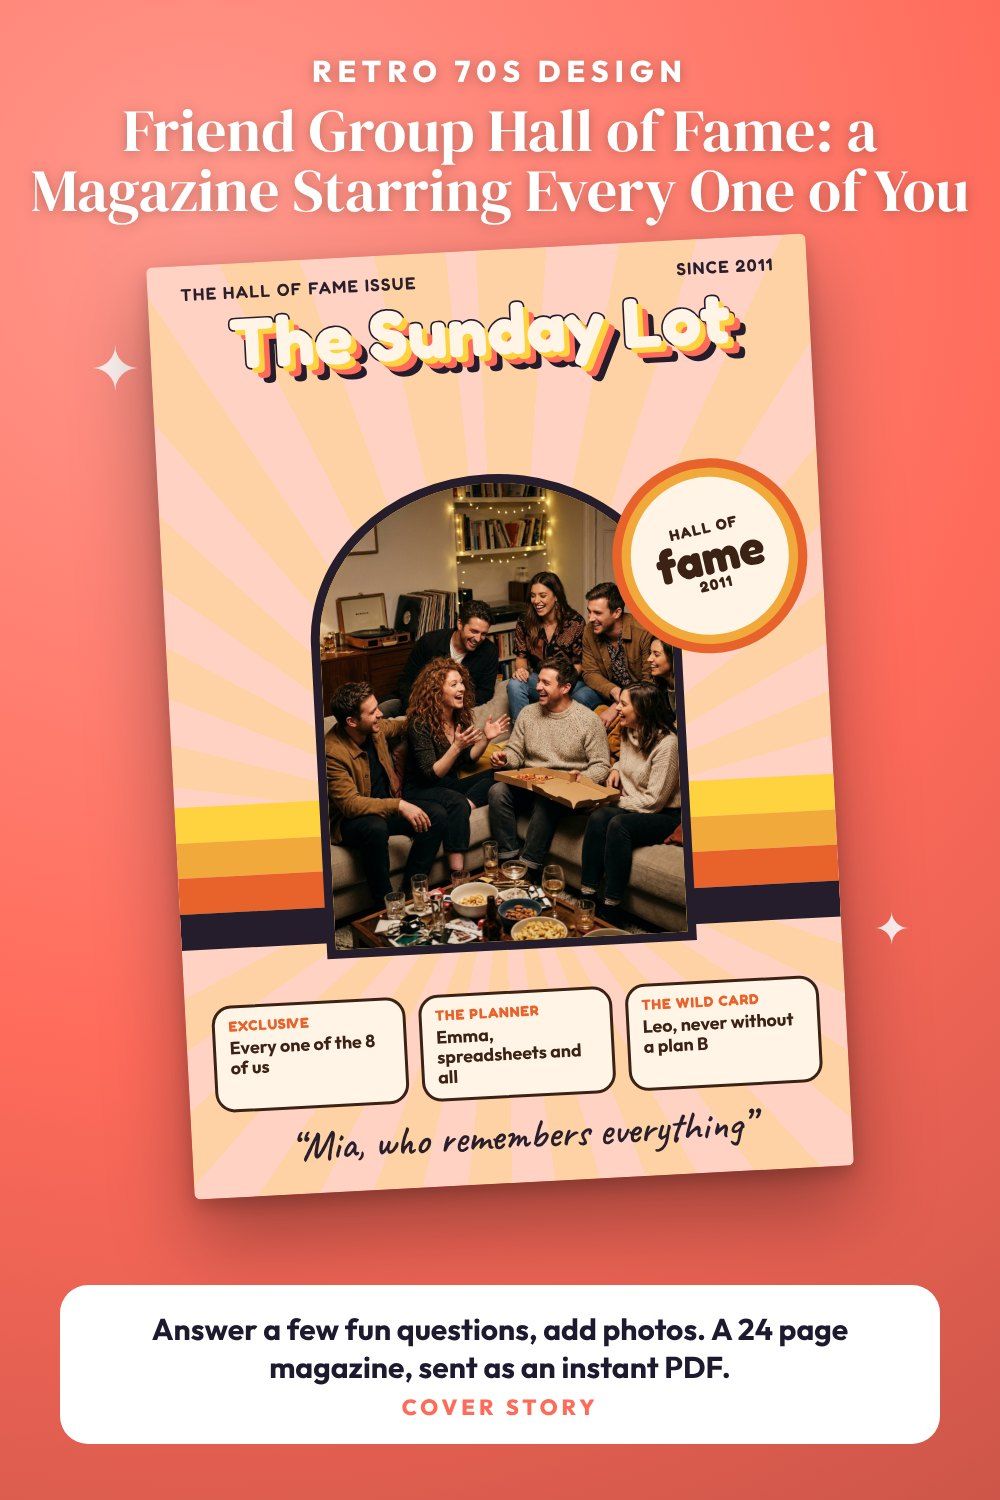 RETRO 70S DESIGN
Friend Group Hall of Fame: a
Magazine Starring Every One of You
THE HALL OF FAME ISSUE
SINCE 2011
The Sunday Lot
HALL OF
fame
2011
EXCLUSIVE
Every one of the 8
of us
THE PLANNER
Emma,
spreadsheets and
all
THE WILD CARD
Leo, never without
a plan B
“Mia, who remembers everything”
Answer a few fun questions, add photos. A 24 page
magazine, sent as an instant PDF.
COVER STORY